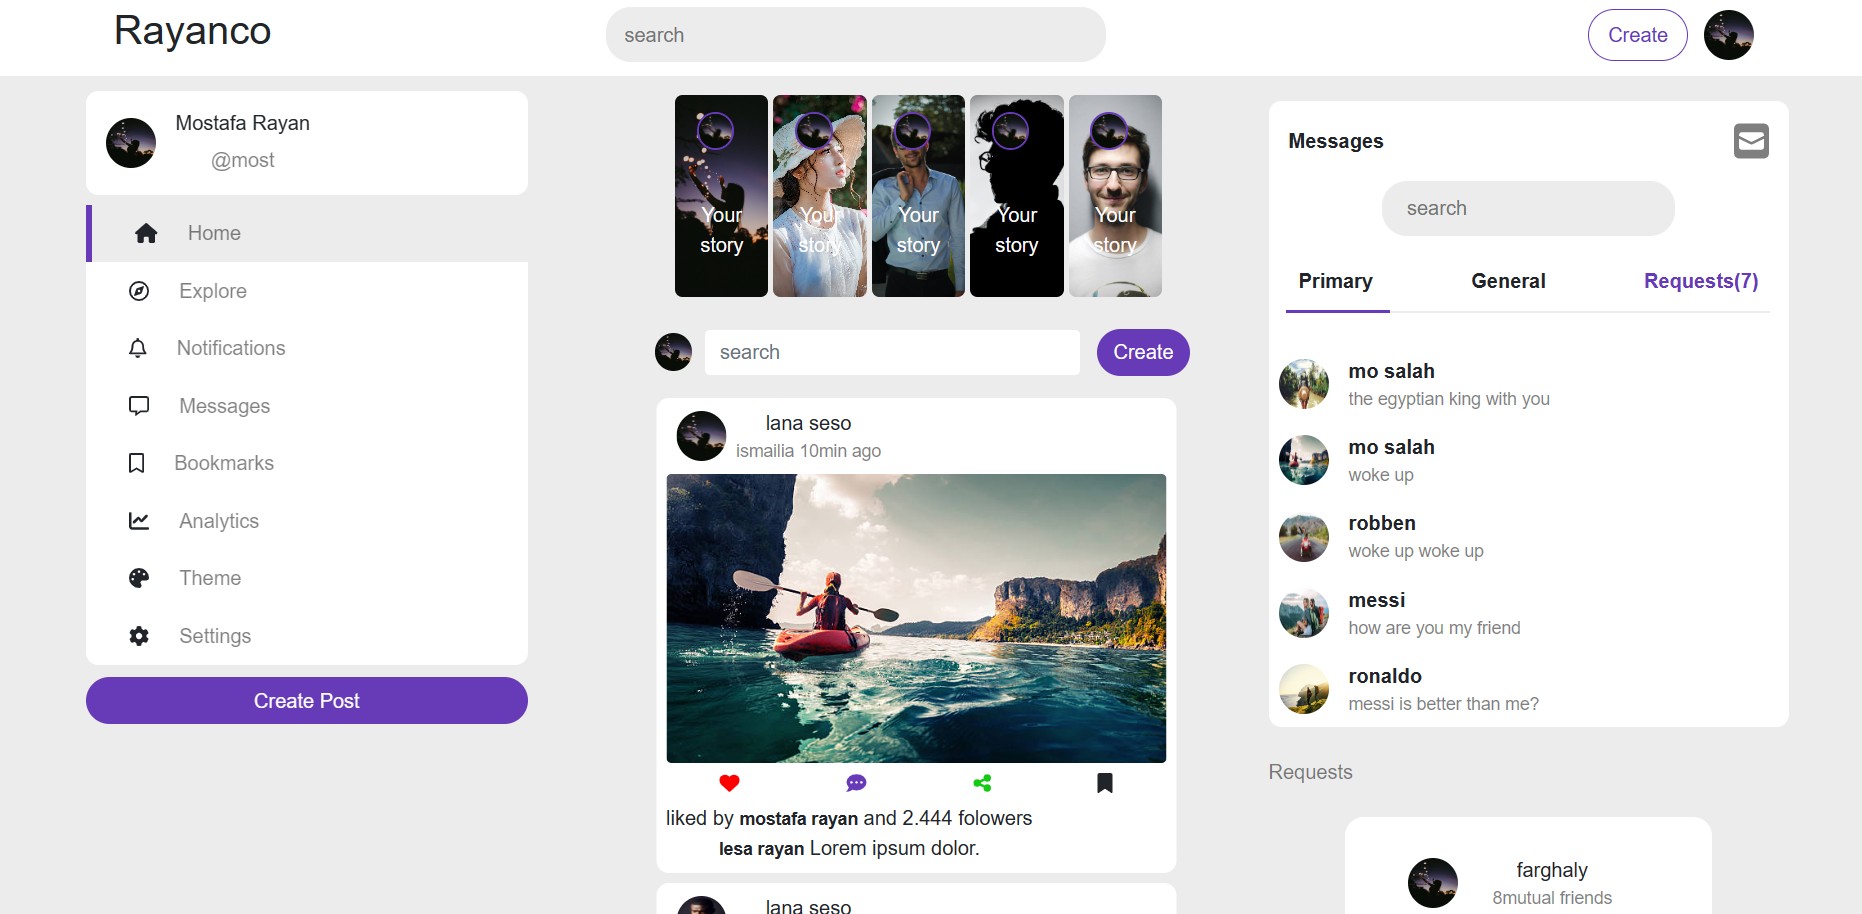 Rayanco
search
Create
Mostafa Rayan
@most
Home
Explore
Notifications
Messages
Bookmarks
Analytics
Theme
Settings
Create Post
Your
story
Your
story
Your
story
Your
story
Your
story
search
Create
lana seso
ismailia 10min ago
liked by mostafa rayan and 2.444 folowers
lesa rayan Lorem ipsum dolor.
lana seso
Messages
search
Primary General Requests(7)
mo salah
the egyptian king with you
mo salah
woke up
robben
woke up woke up
messi
how are you my friend
ronaldo
messi is better than me?
Requests
farghaly
8mutual friends